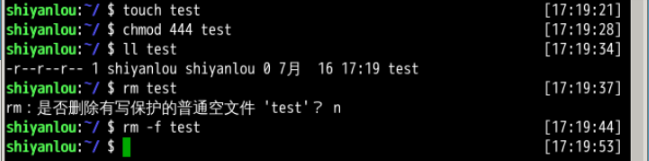 shiyanlou:~/ $ touch test [17:19:21]
shiyanlou:~/ $ chmod 444 test [17:19:28]
shiyanlou:~/ $ ll test [17:19:34]
-r--r--r-- 1 shiyanlou shiyanlou 0 7月  16 17:19 test
shiyanlou:~/ $ rm test [17:19:37]
rm：是否删除有写保护的普通空文件 'test'？ n
shiyanlou:~/ $ rm -f test [17:19:44]
shiyanlou:~/ $ [17:19:53]